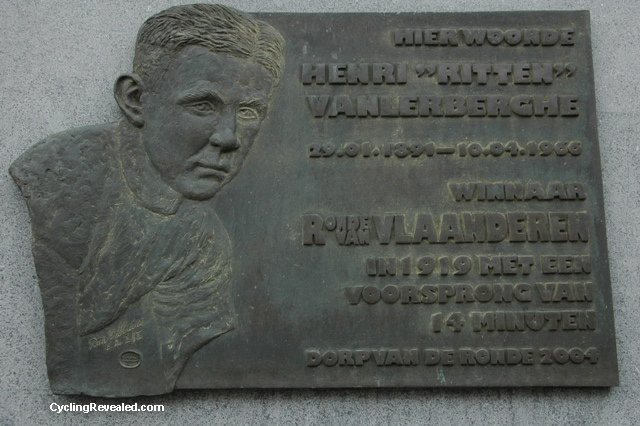 HIER WOONDE
HENRI "RITTEN"
VANLERBERGHE
29.01.1891-10.04.1966
WINNAAR
RONDE VAN VLAANDEREN
IN 1919 MET EEN
VOORSPRONG VAN
14 MINUTEN
DORP VAN DE RONDE 2004
CyclingRevealed.com